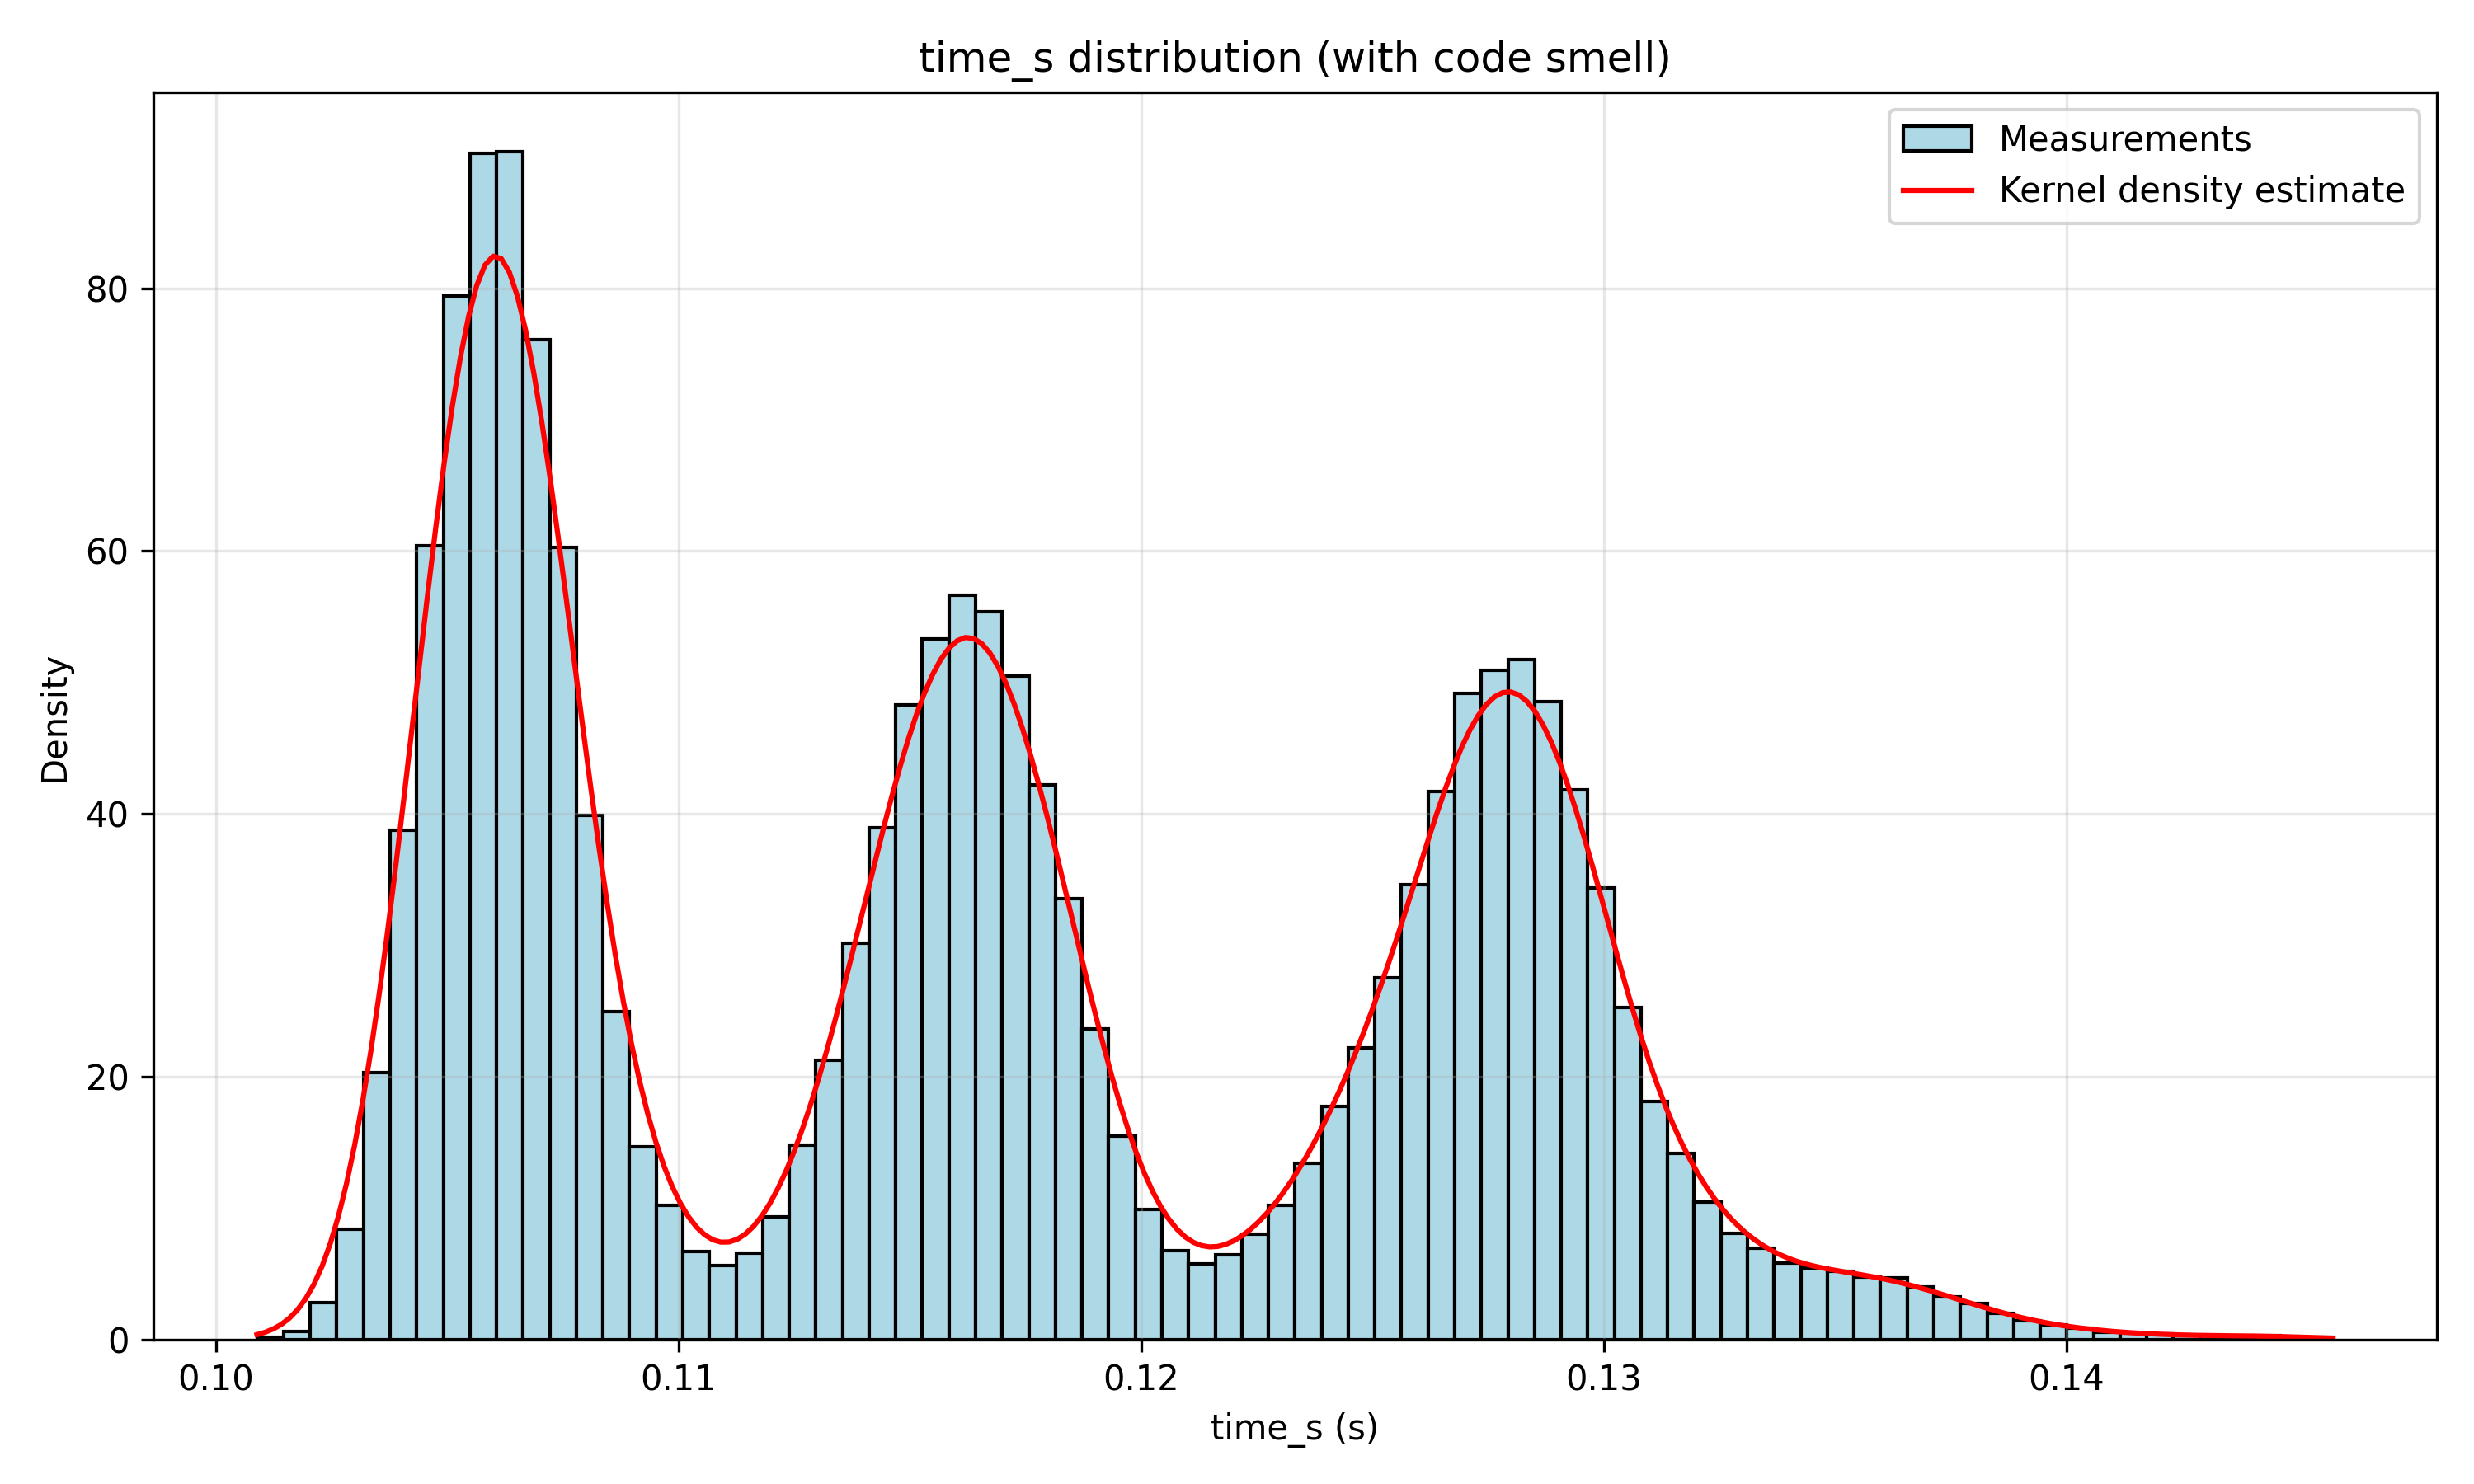 time_s distribution (with code smell)
Measurements
Kernel density estimate
Density
80
60
40
20
0
0.10 0.11 0.12 0.13 0.14
time_s (s)